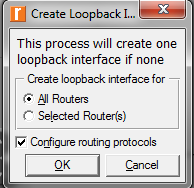 Create Loopback I...
This process will create one
loopback interface if none
Create loopback interface for
All Routers
Selected Router(s)
Configure routing protocols
OK
Cancel